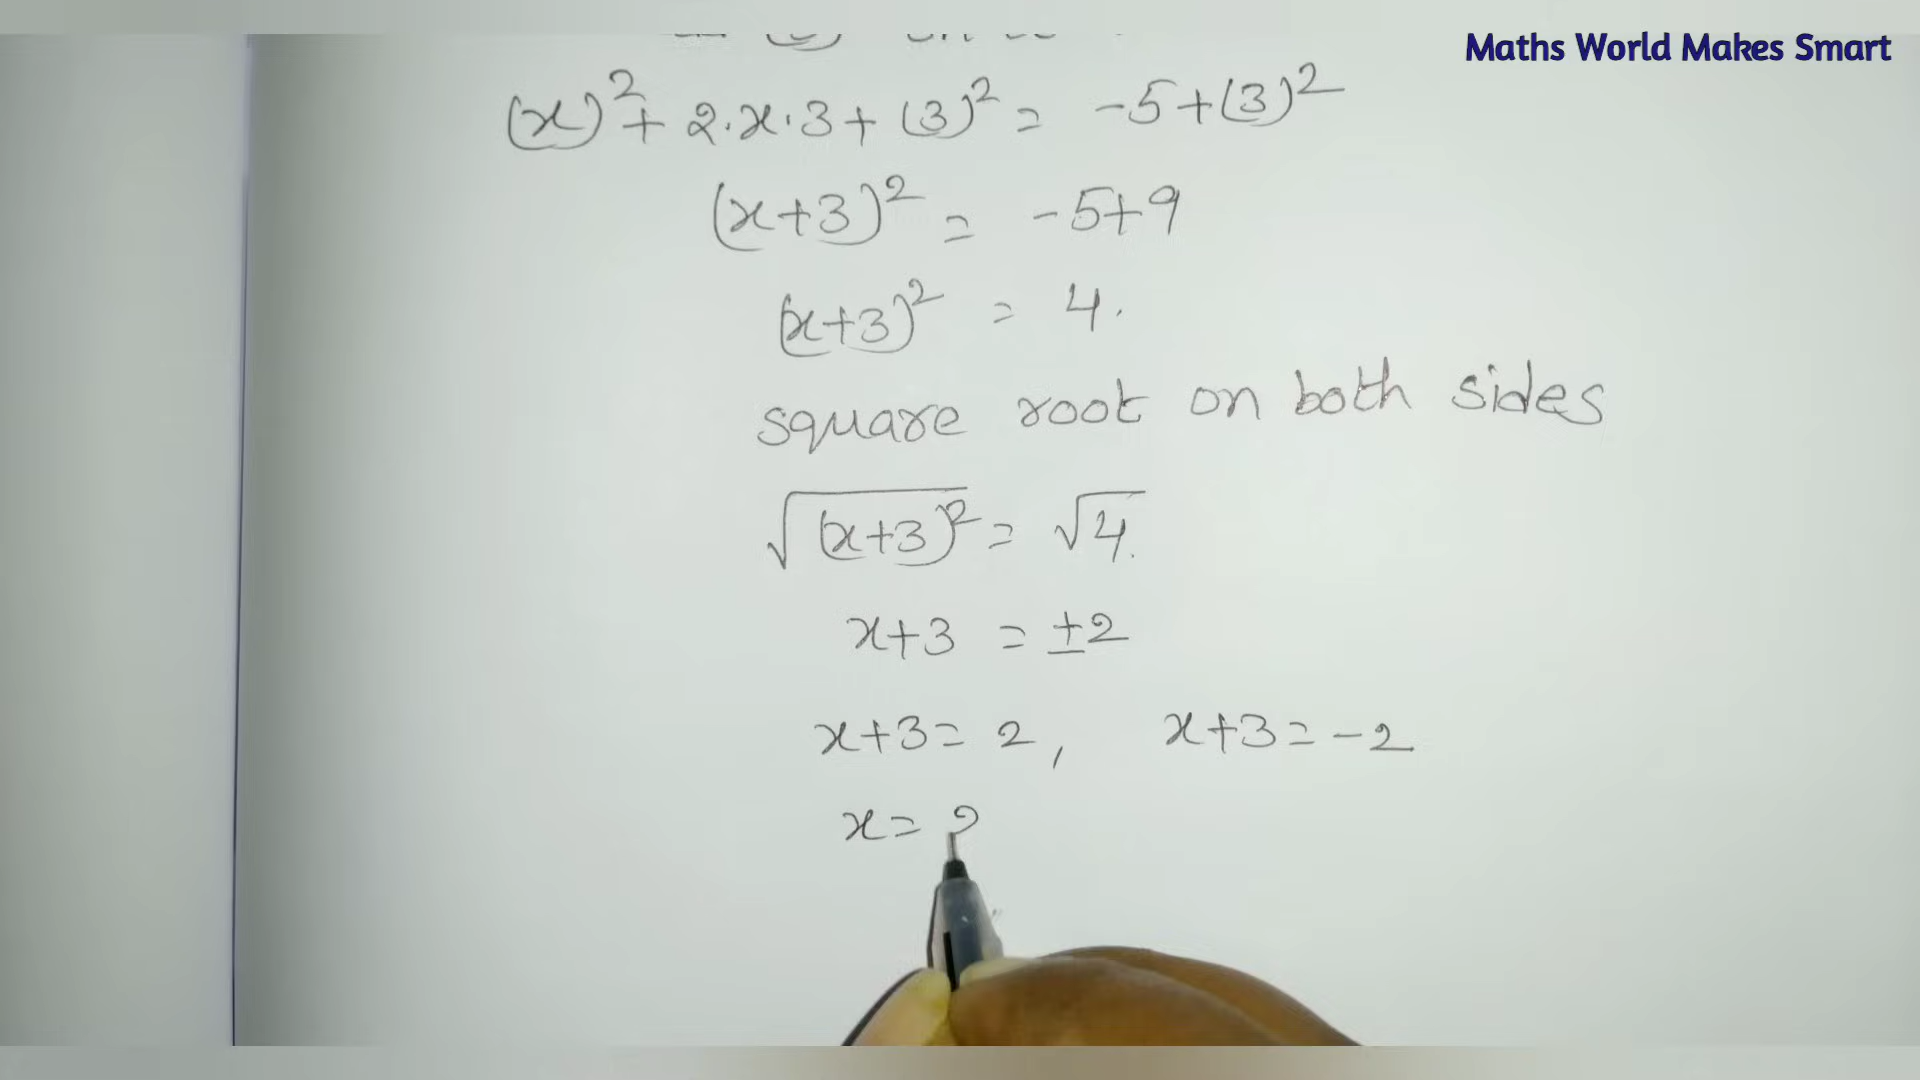 Maths World Makes Smart
(x)² + 2·x·3 + (3)² = -5+(3)²
(x+3)² = -5+9
(x+3)² = 4.
square root on both sides
√(x+3)² = √4.
x+3 = ±2
x+3 = 2, x+3 = -2
x = 2